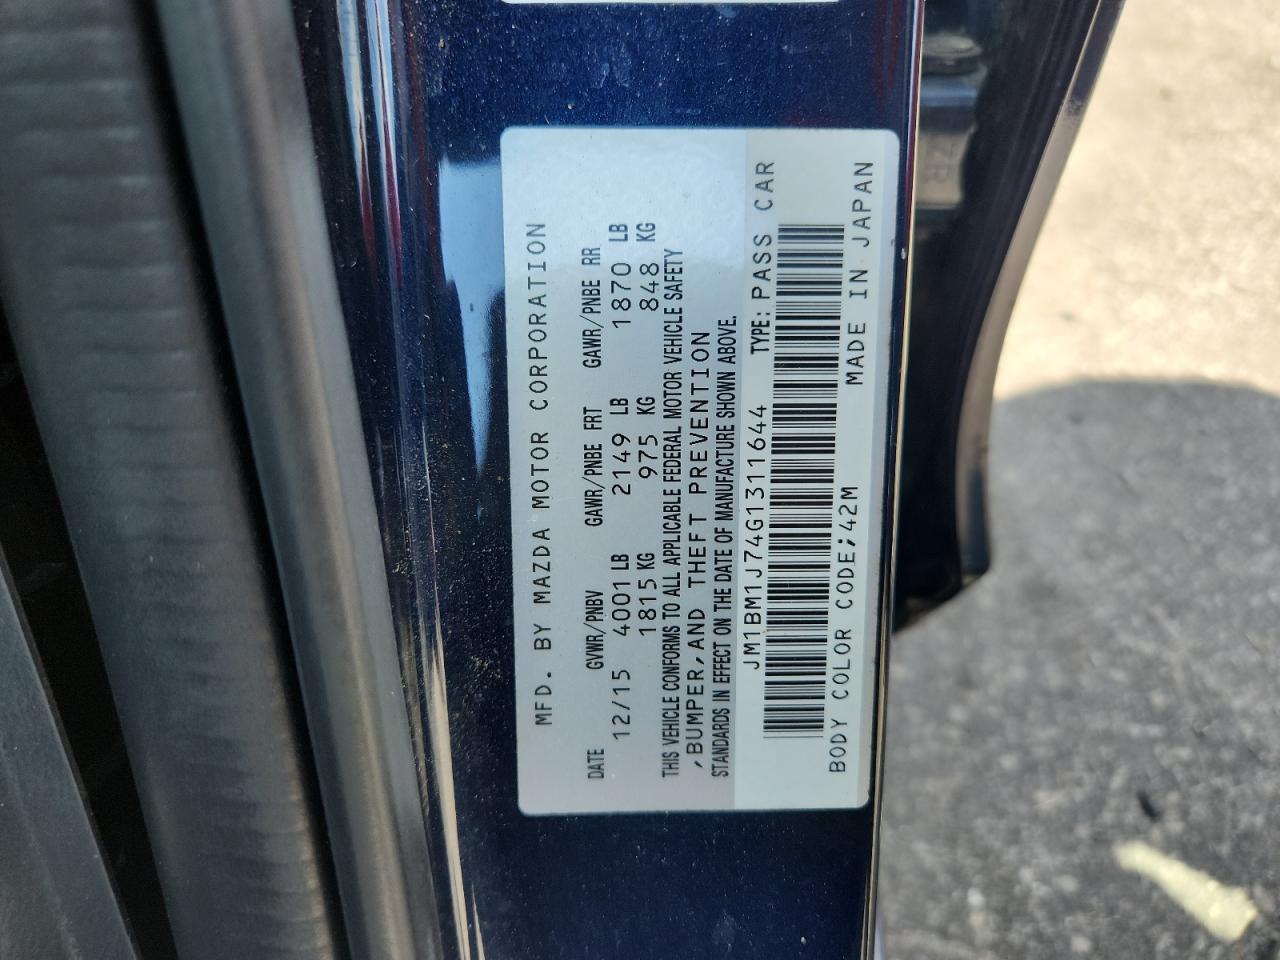 MFD. BY MAZDA MOTOR CORPORATION
DATE GVWR/PNBV GAWR/PNBE FRT GAWR/PNBE RR
12/15 4001 LB 2149 LB 1870 LB
1815 KG 975 KG 848 KG
THIS VEHICLE CONFORMS TO ALL APPLICABLE FEDERAL MOTOR VEHICLE SAFETY
,BUMPER,AND THEFT PREVENTION
STANDARDS IN EFFECT ON THE DATE OF MANUFACTURE SHOWN ABOVE.
JM1BM1J74G1311644 TYPE: PASS CAR
BODY COLOR CODE;42M MADE IN JAPAN